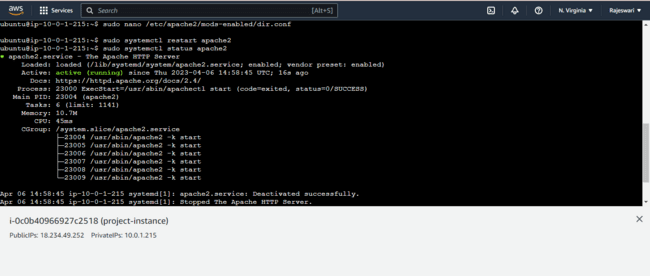 aws
Services
Search
[Alt+S]
N. Virginia
Rajeswari
ubuntu@ip-10-0-1-215:~$ sudo nano /etc/apache2/mods-enabled/dir.conf
ubuntu@ip-10-0-1-215:~$ sudo systemctl restart apache2
ubuntu@ip-10-0-1-215:~$ sudo systemctl status apache2
● apache2.service - The Apache HTTP Server
Loaded: loaded (/lib/systemd/system/apache2.service; enabled; vendor preset: enabled)
Active: active (running) since Thu 2023-04-06 14:58:45 UTC; 16s ago
Docs: https://httpd.apache.org/docs/2.4/
Process: 23000 ExecStart=/usr/sbin/apachectl start (code=exited, status=0/SUCCESS)
Main PID: 23004 (apache2)
Tasks: 6 (limit: 1141)
Memory: 10.7M
CPU: 45ms
CGroup: /system.slice/apache2.service
├─23004 /usr/sbin/apache2 -k start
├─23005 /usr/sbin/apache2 -k start
├─23006 /usr/sbin/apache2 -k start
├─23007 /usr/sbin/apache2 -k start
├─23008 /usr/sbin/apache2 -k start
└─23009 /usr/sbin/apache2 -k start
Apr 06 14:58:45 ip-10-0-1-215 systemd[1]: apache2.service: Deactivated successfully.
Apr 06 14:58:45 ip-10-0-1-215 systemd[1]: Stopped The Apache HTTP Server.
i-0c0b40966927c2518 (project-instance)
PublicIPs: 18.234.49.252 PrivateIPs: 10.0.1.215